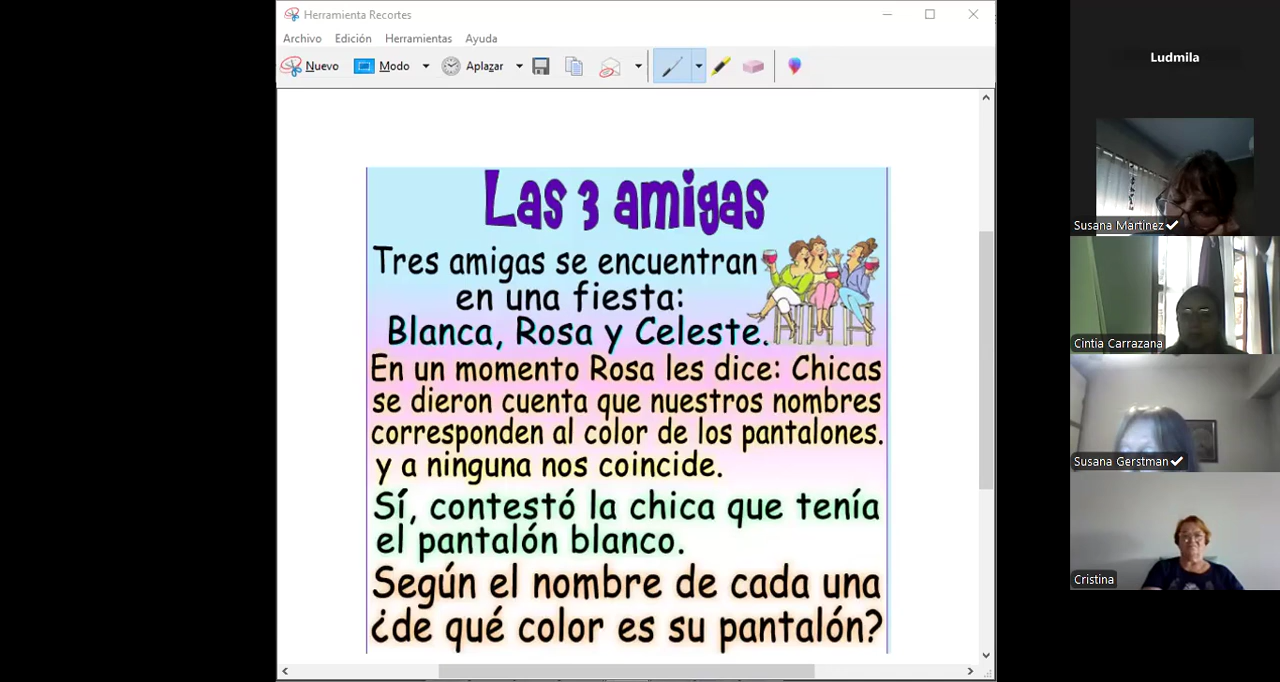 Herramienta Recortes
Archivo Edición Herramientas Ayuda
Nuevo Modo Aplazar
Las 3 amigas
Tres amigas se encuentran
en una fiesta:
Blanca, Rosa y Celeste.
En un momento Rosa les dice: Chicas
se dieron cuenta que nuestros nombres
corresponden al color de los pantalones.
y a ninguna nos coincide.
Sí, contestó la chica que tenía
el pantalón blanco.
Según el nombre de cada una
¿de qué color es su pantalón?
Ludmila
Susana Martinez
Cintia Carrazana
Susana Gerstman
Cristina